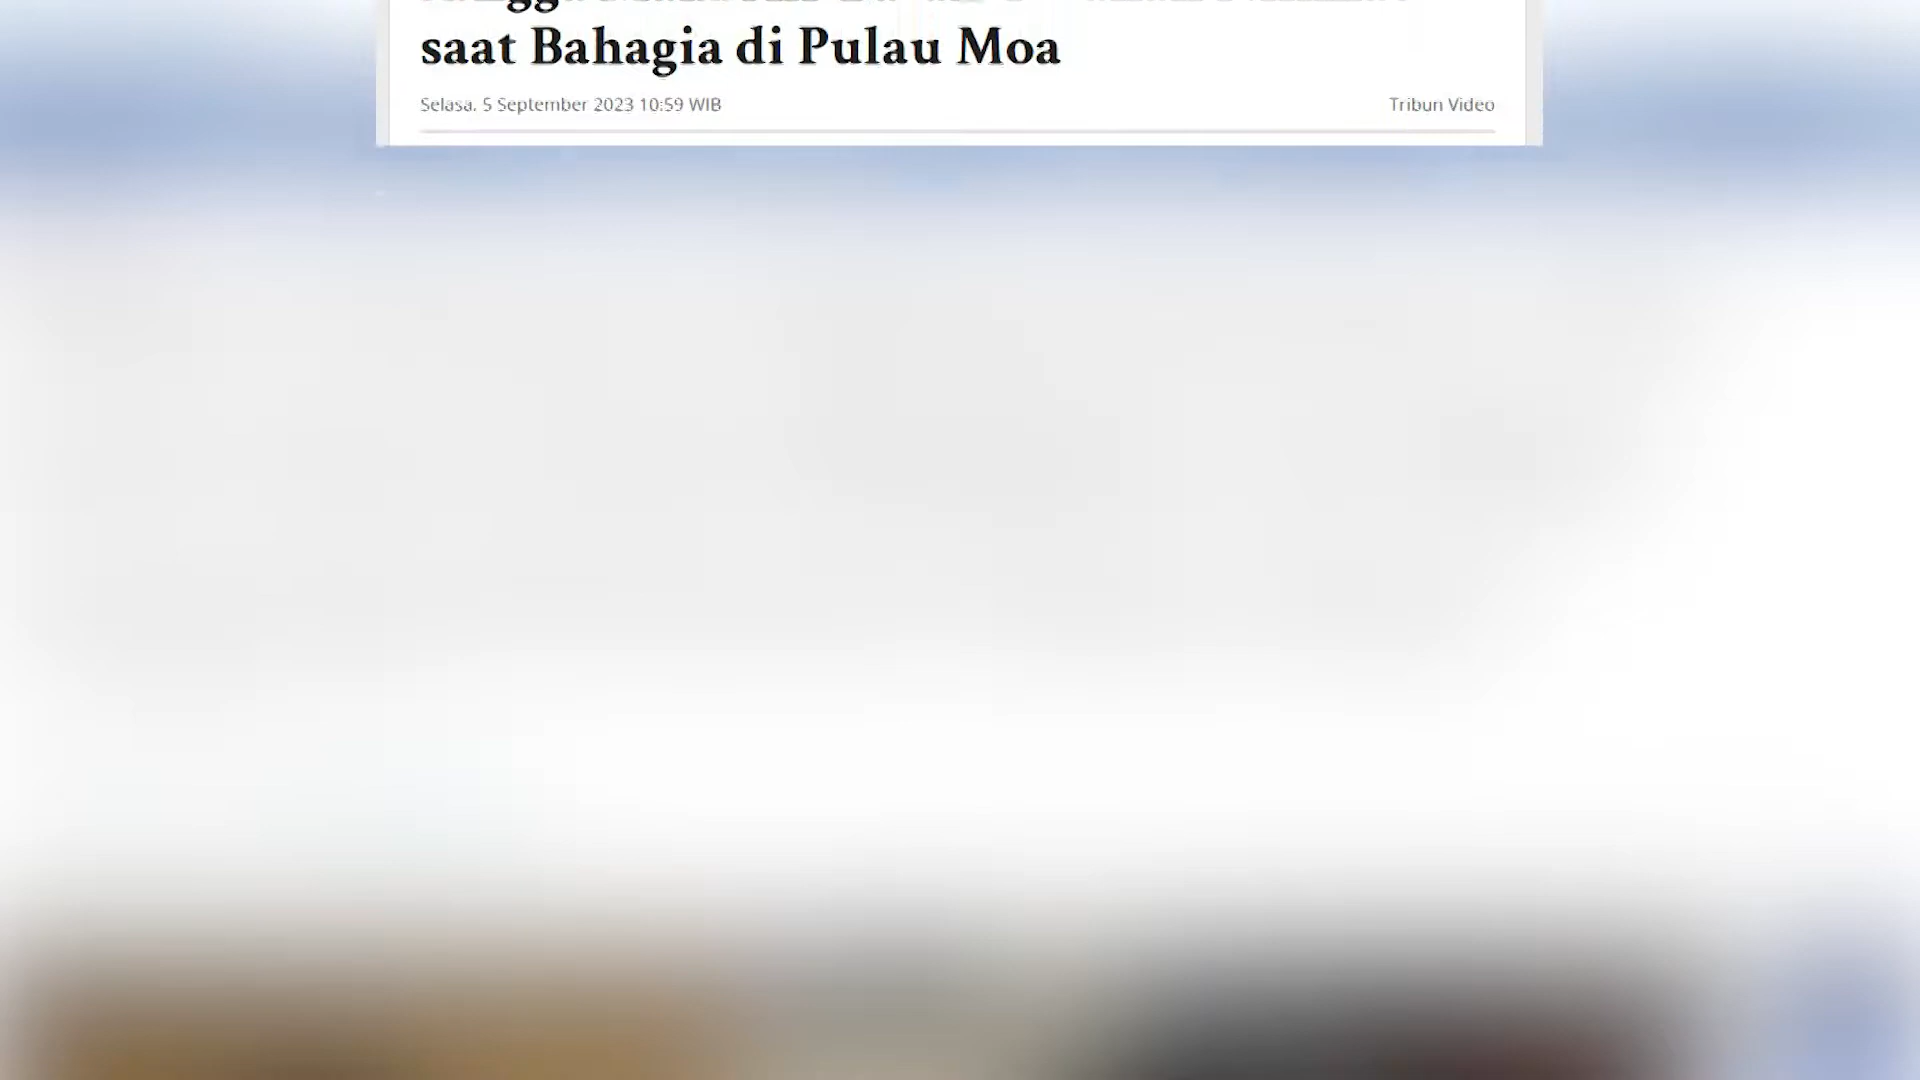 saat Bahagia di Pulau Moa
Selasa, 5 September 2023 10:59 WIB
Tribun Video